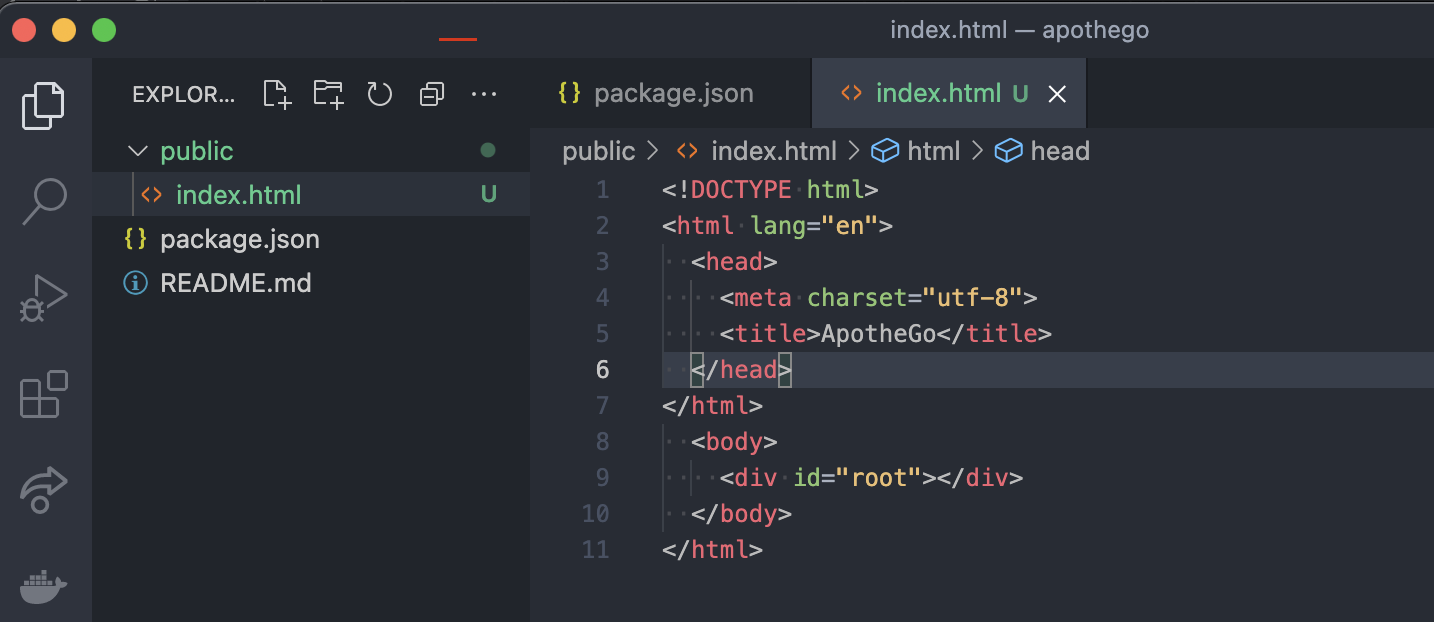 index.html — apothego
EXPLOR...
package.json
index.html U
public
index.html U
package.json
README.md
public > index.html > html > head
1 <!DOCTYPE html>
2 <html lang="en">
3 <head>
4 <meta charset="utf-8">
5 <title>ApotheGo</title>
6 </head>
7 </html>
8 <body>
9 <div id="root"></div>
10 </body>
11 </html>